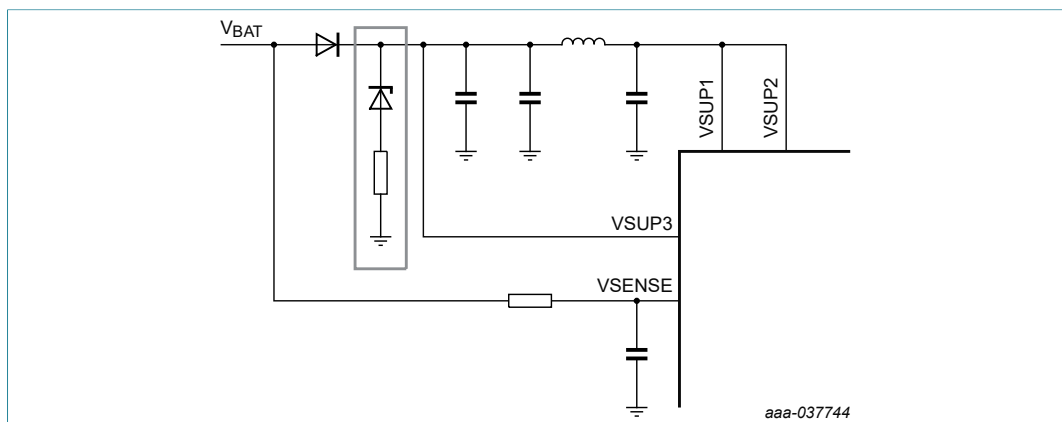 VBAT
VSUP1
VSUP2
VSUP3
VSENSE
aaa-037744